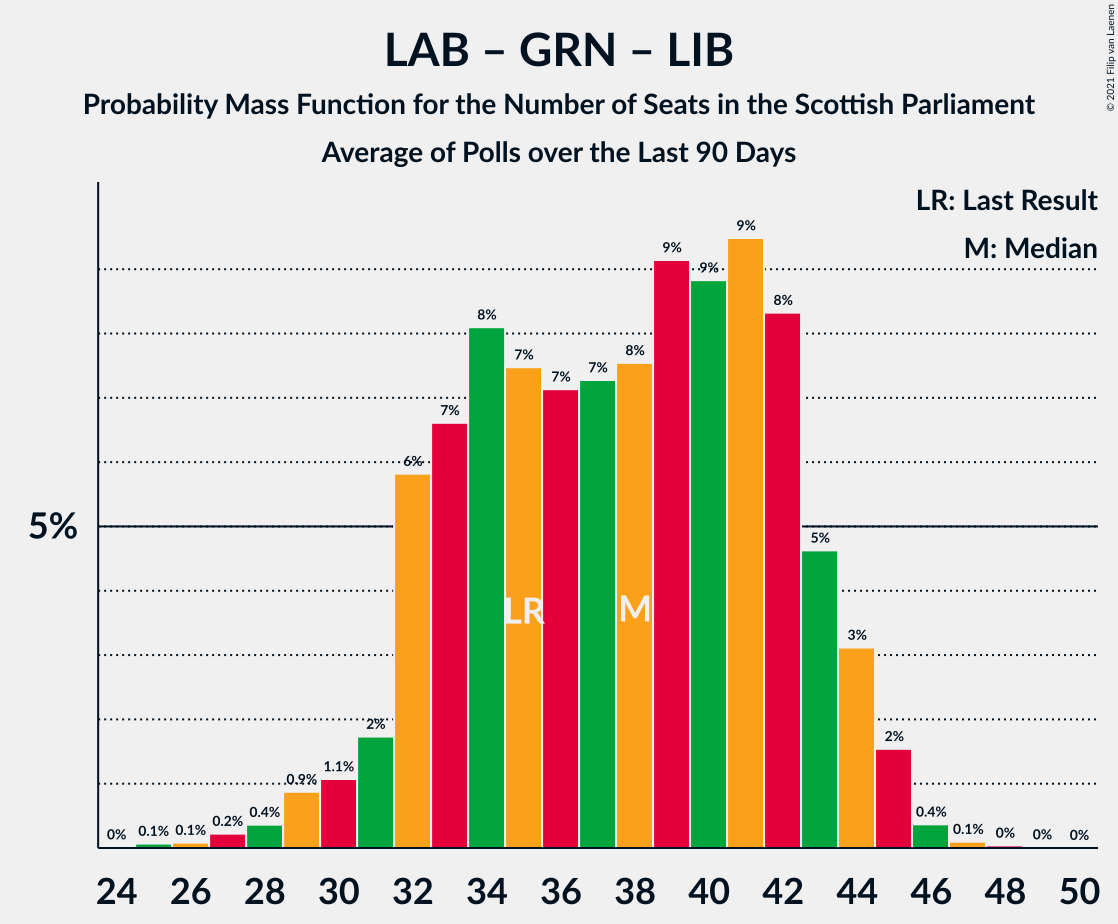 LAB – GRN – LIB
Probability Mass Function for the Number of Seats in the Scottish Parliament
Average of Polls over the Last 90 Days
© 2021 Filip van Laenen
LR: Last Result
M: Median
5%
0% 0.1% 0.1% 0.2% 0.4% 0.9% 1.1% 2% 6% 7% 8% 7% 7% 7% 8% 9% 9% 9% 8% 5% 3% 2% 0.4% 0.1% 0% 0% 0%
LR M
24 26 28 30 32 34 36 38 40 42 44 46 48 50